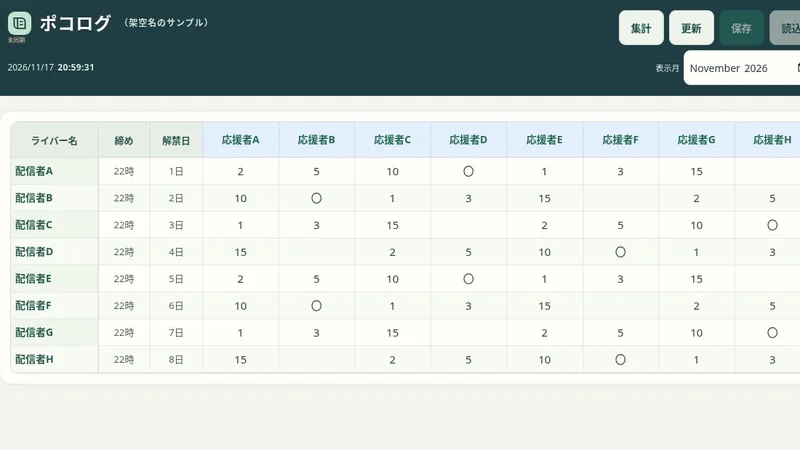 ポコログ （架空名のサンプル） 集計 更新 保存 読込
未同期
2026/11/17 20:59:31 表示月 November 2026
ライバー名 締め 解禁日 応援者A 応援者B 応援者C 応援者D 応援者E 応援者F 応援者G 応援者H
配信者A 22時 1日 2 5 10 〇 1 3 15
配信者B 22時 2日 10 〇 1 3 15 2 5
配信者C 22時 3日 1 3 15 2 5 10 〇
配信者D 22時 4日 15 2 5 10 〇 1 3
配信者E 22時 5日 2 5 10 〇 1 3 15
配信者F 22時 6日 10 〇 1 3 15 2 5
配信者G 22時 7日 1 3 15 2 5 10 〇
配信者H 22時 8日 15 2 5 10 〇 1 3